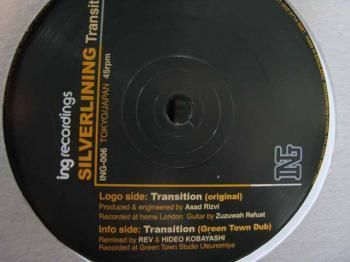 ing recordings
SILVERLINING Transiti
ING-006 TOKYO/JAPAN 45rpm
ING
Logo side: Transition (original)
Produced & engineered by Asad Rizvi
Recorded at home London Guitar by Zuzuwah Refuat
Info side: Transition (Green Town Dub)
Remixed by REV & HIDEO KOBAYASHI
Recorded at Green Town Studio Utsunomiya